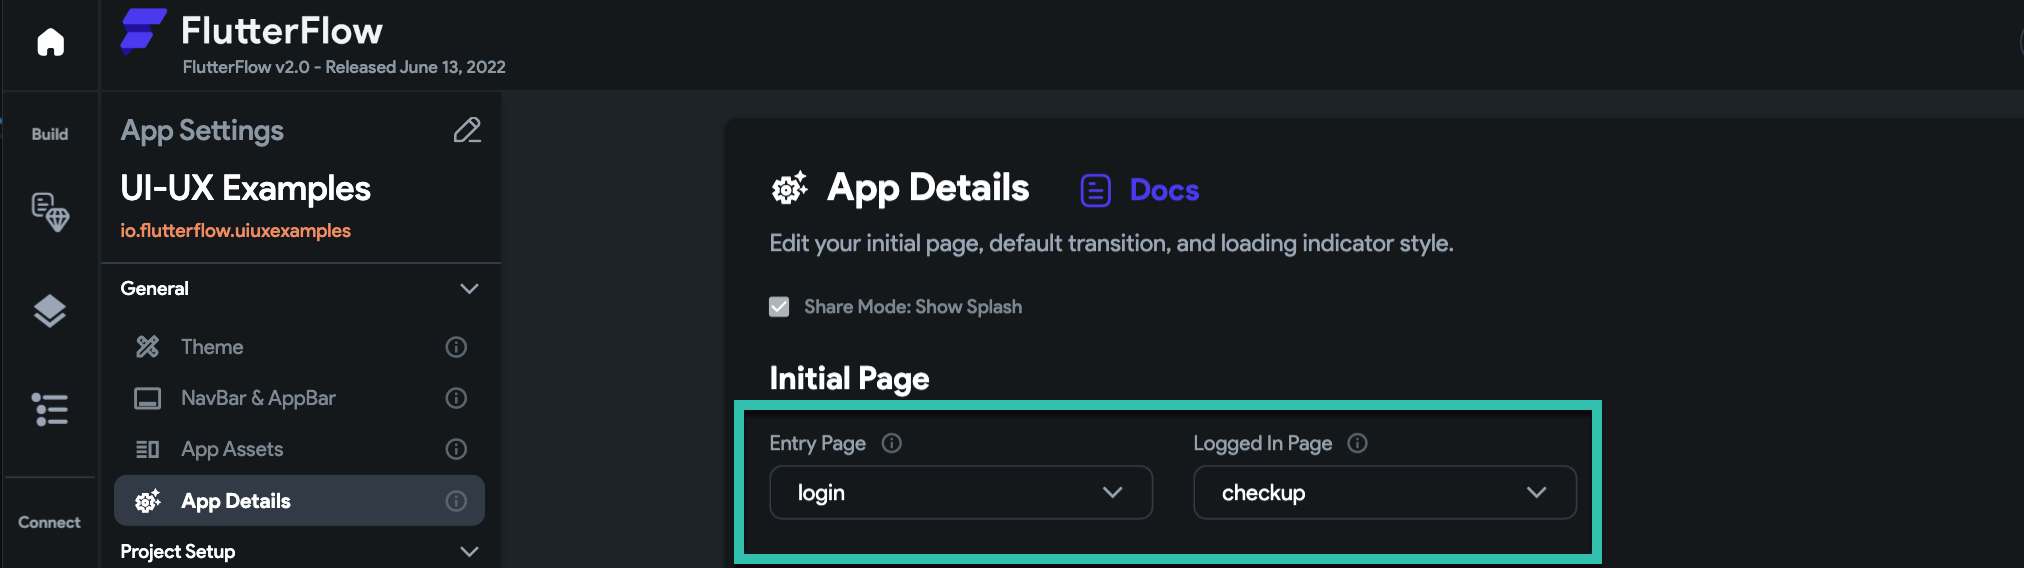 FlutterFlow
FlutterFlow v2.0 - Released June 13, 2022
Build
Connect
App Settings
UI-UX Examples
io.flutterflow.uiuxexamples
General
Theme
NavBar & AppBar
App Assets
App Details
Project Setup
App Details Docs
Edit your initial page, default transition, and loading indicator style.
Share Mode: Show Splash
Initial Page
Entry Page Logged In Page
login checkup